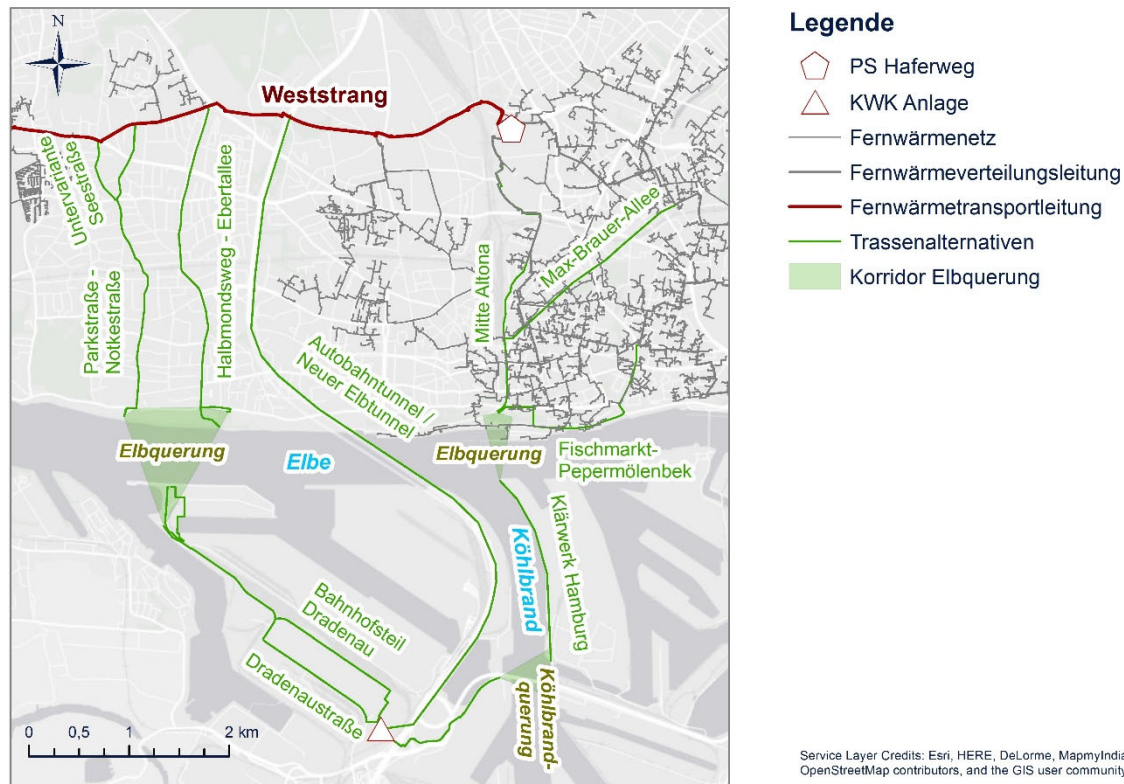 N
Weststrang
Untervariante
Seestraße
Parkstraße -
Notkestraße
Halbmondsweg - Ebertallee
Autobahntunnel /
Neuer Elbtunnel
Mitte Altona
Max-Brauer-Allee
Elbquerung
Elbe
Elbquerung
Fischmarkt-
Pepermölenbek
Köhlbrand
Klärwerk Hamburg
Bahnhofsteil
Dradenau
Dradenaustraße
Köhlbrand-
querung
0 0,5 1 2 km
Legende
PS Haferweg
KWK Anlage
Fernwärmenetz
Fernwärmeverteilungsleitung
Fernwärmetransportleitung
Trassenalternativen
Korridor Elbquerung
Service Layer Credits: Esri, HERE, DeLorme, MapmyIndia
OpenStreetMap contributors, and the GIS user community